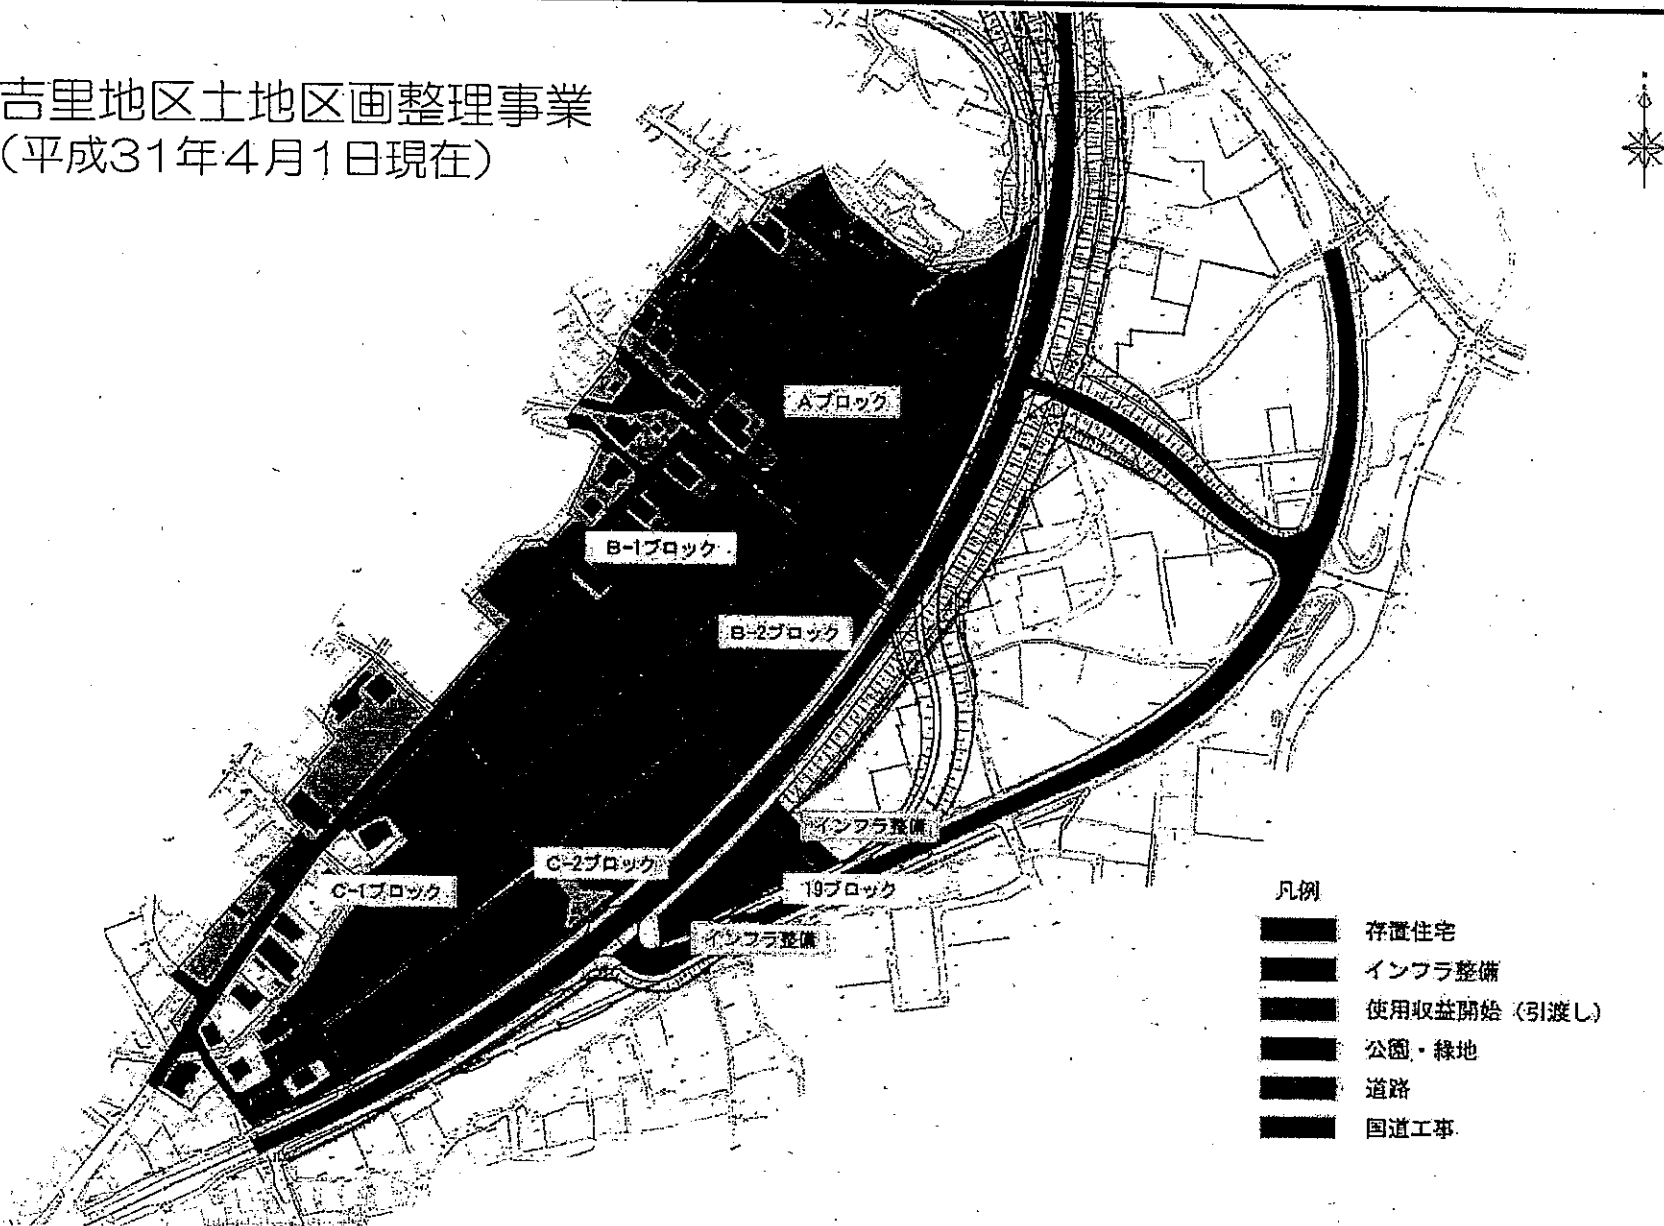 吉里地区土地区画整理事業
（平成31年4月1日現在）
Aブロック
B-1ブロック
B-2ブロック
インフラ整備
C-2ブロック
C-1ブロック
19ブロック
インフラ整備
凡例
存置住宅
インフラ整備
使用収益開始（引渡し）
公園・緑地
道路
国道工事